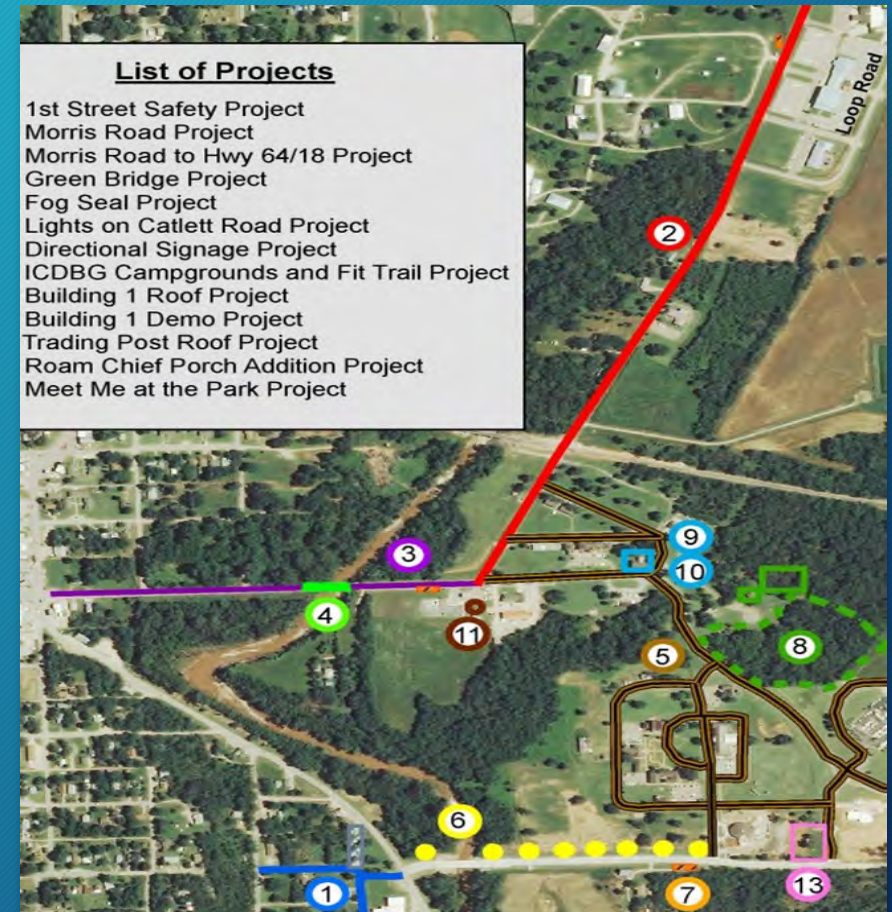 List of Projects
1st Street Safety Project
Morris Road Project
Morris Road to Hwy 64/18 Project
Green Bridge Project
Fog Seal Project
Lights on Catlett Road Project
Directional Signage Project
ICDBG Campgrounds and Fit Trail Project
Building 1 Roof Project
Building 1 Demo Project
Trading Post Roof Project
Roam Chief Porch Addition Project
Meet Me at the Park Project
Loop Road
2
3
9
10
4
11
5
8
6
1
7
13